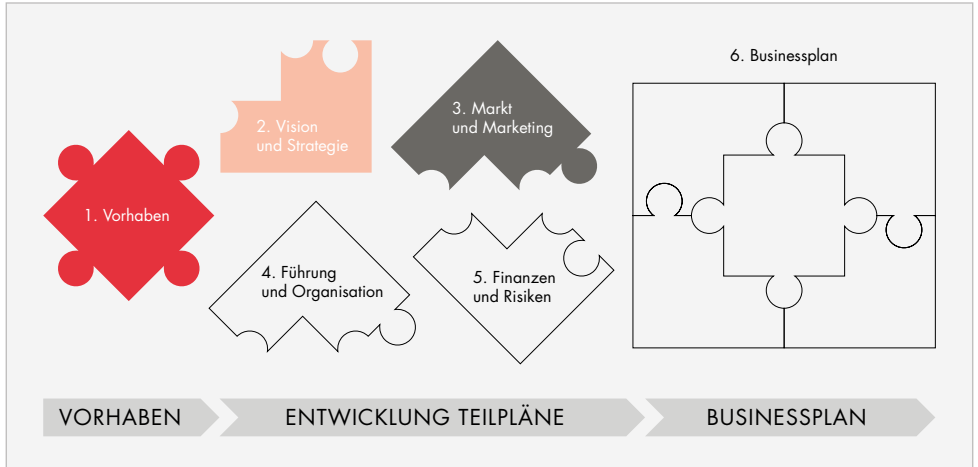 1. Vorhaben
2. Vision
und Strategie
3. Markt
und Marketing
4. Führung
und Organisation
5. Finanzen
und Risiken
6. Businessplan
VORHABEN
ENTWICKLUNG TEILPLÄNE
BUSINESSPLAN